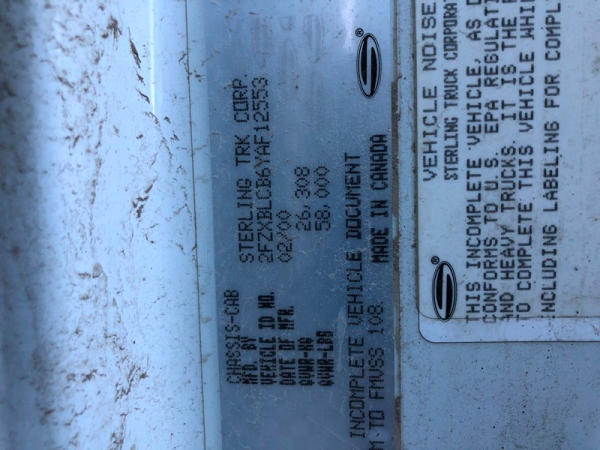 CHASSIS-CAB
MFD. BY STERLING TRK CORP.
VEHICLE ID NO. 2FZXBLCB6YAF12553
DATE OF MFR. 02/00
GVWR-KG 26,308
GVWR-LBS 58,000
INCOMPLETE VEHICLE DOCUMENT
M TO FMVSS 108. MADE IN CANADA
VEHICLE NOISE
STERLING TRUCK CORPORAT
THIS INCOMPLETE VEHICLE, AS D
CONFORMS TO U.S. EPA REGULATI
AND HEAVY TRUCKS. IT IS THE
TO COMPLETE THIS VEHICLE WHI
INCLUDING LABELING FOR COMPL